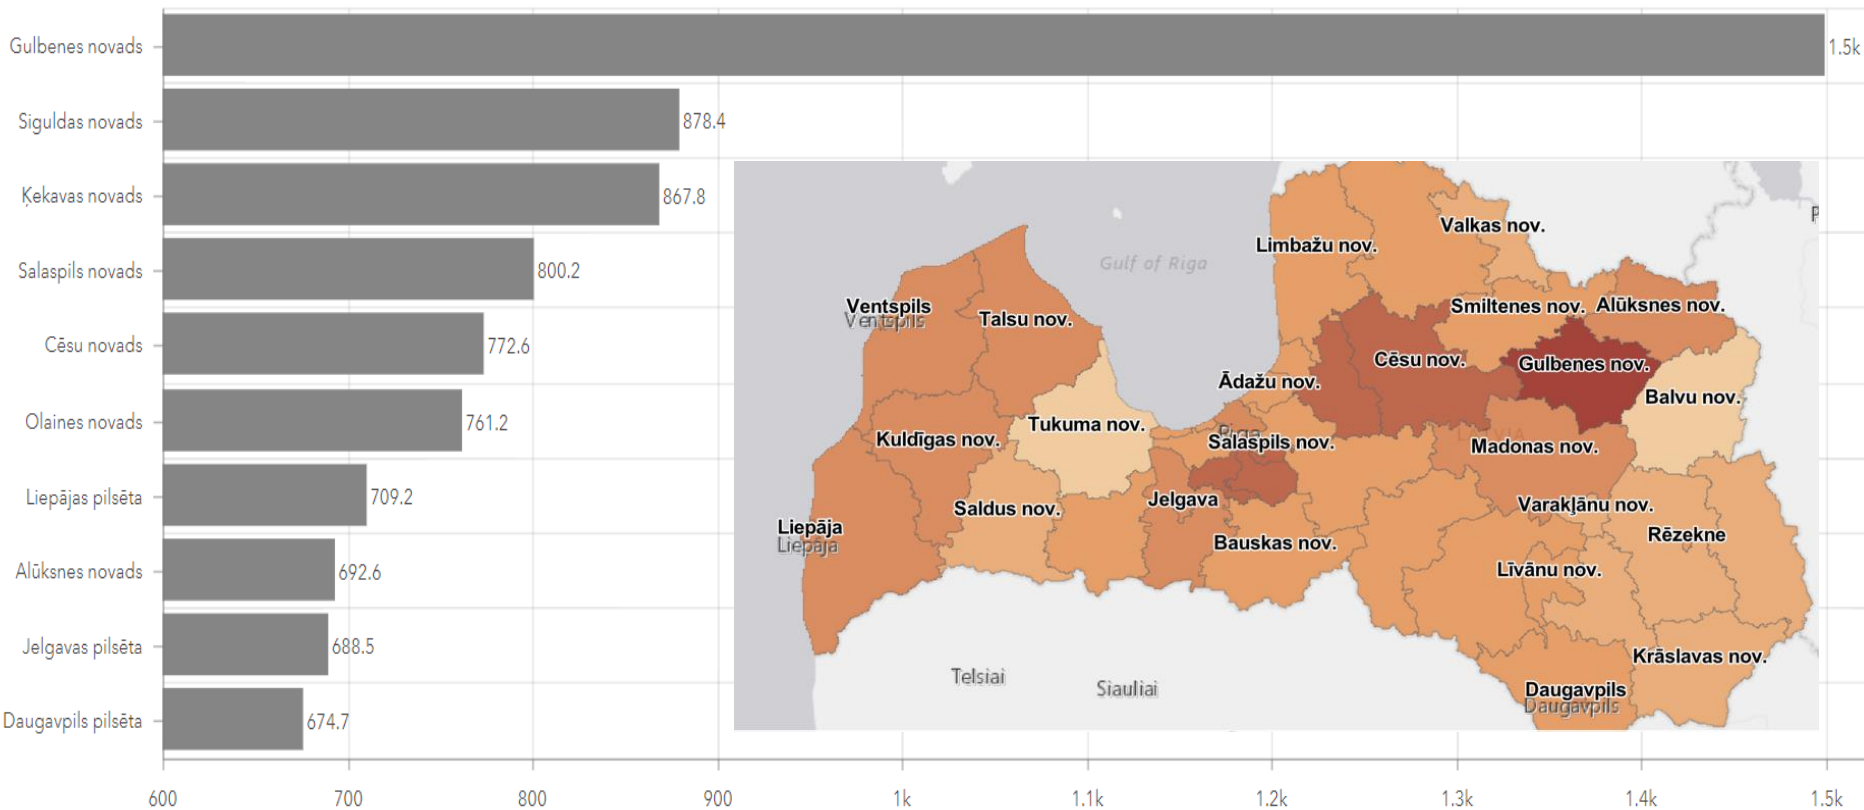 Gulbenes novads
1.5k
Siguldas novads
878.4
Ķekavas novads
867.8
Salaspils novads
800.2
Cēsu novads
772.6
Olaines novads
761.2
Liepājas pilsēta
709.2
Alūksnes novads
692.6
Jelgavas pilsēta
688.5
Daugavpils pilsēta
674.7
600 700 800 900 1k 1.1k 1.2k 1.3k 1.4k 1.5k
P
Valkas nov.
Limbažu nov.
Gulf of Riga
Ventspils
Ventspils
Talsu nov.
Smiltenes nov.
Alūksnes nov.
Cēsu nov.
Gulbenes nov.
Ādažu nov.
Balvu nov.
Tukuma nov.
Riga
LATVIA
Kuldīgas nov.
Salaspils nov.
Madonas nov.
Jelgava
Saldus nov.
Varakļānu nov.
Liepāja
Liepāja
Bauskas nov.
Rēzekne
Līvānu nov.
Krāslavas nov.
Telsiai
Siauliai
Daugavpils
Daugavpils